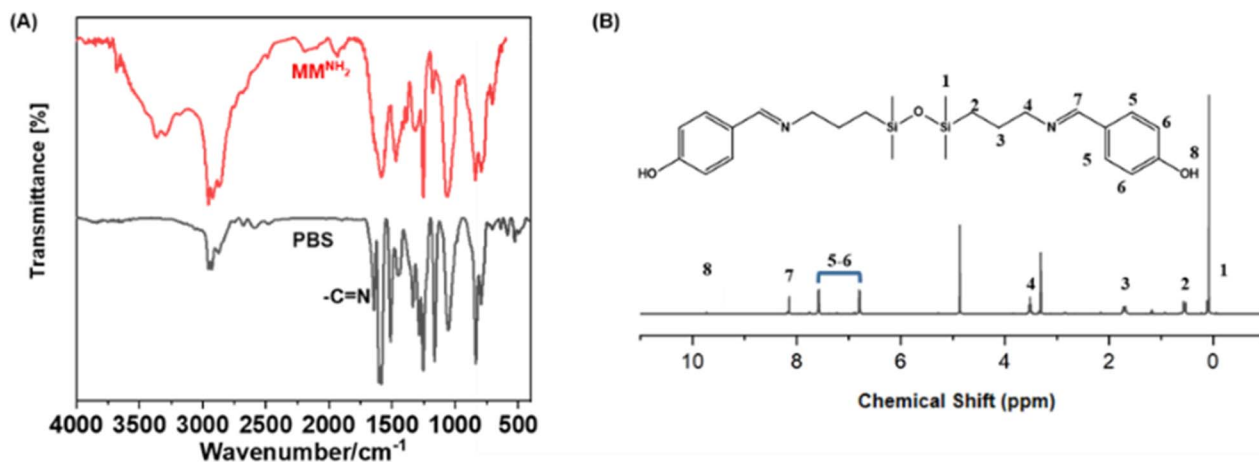 (A)
Transmittance [%]
MM^NH₂
PBS
-C=N
4000 3500 3000 2500 2000 1500 1000 500
Wavenumber/cm⁻¹
(B)
1
2 4 7 5
6
8
N Si O Si N
3
5
6
HO OH
8 7 5-6 4 3 2 1
10 8 6 4 2 0
Chemical Shift (ppm)